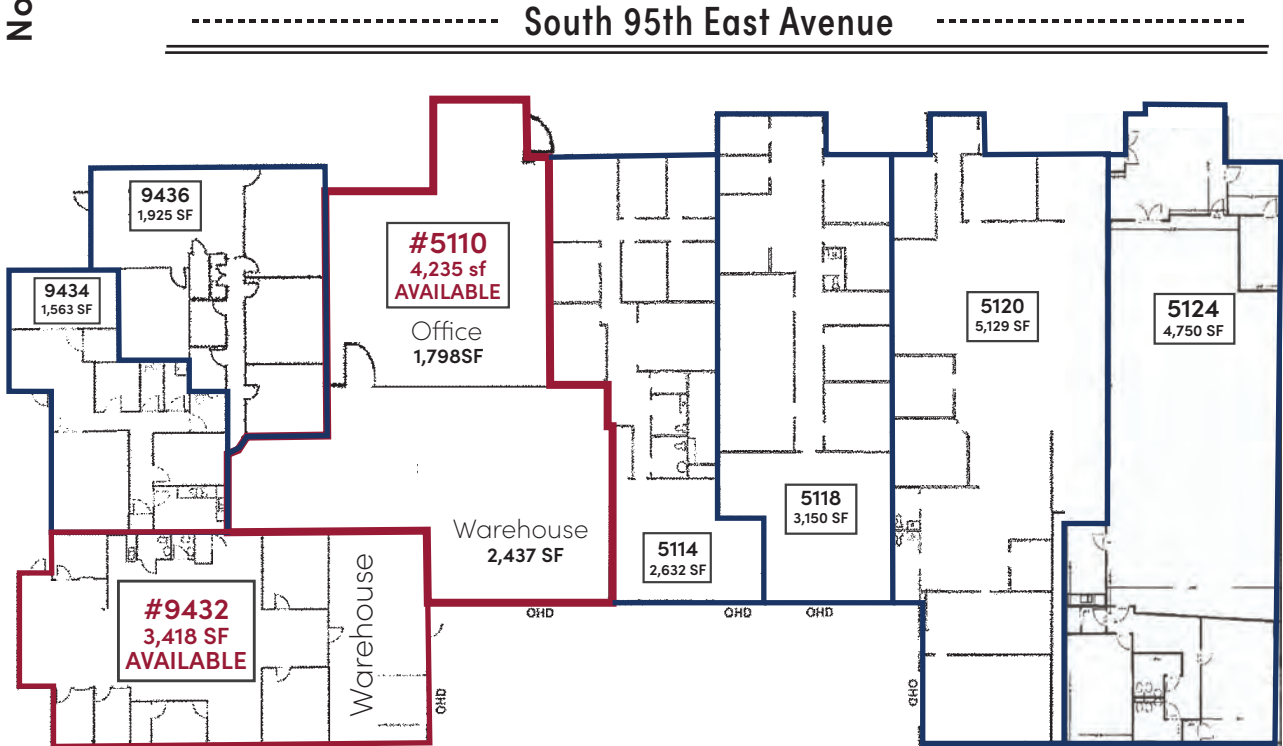 No
South 95th East Avenue
9436
1,925 SF
#5110
4,235 sf
AVAILABLE
Office
1,798SF
9434
1,563 SF
5120
5,129 SF
5124
4,750 SF
5118
3,150 SF
Warehouse
2,437 SF
5114
2,632 SF
#9432
3,418 SF
AVAILABLE
Warehouse
OHD
OHD
OHD
OHD
OHD